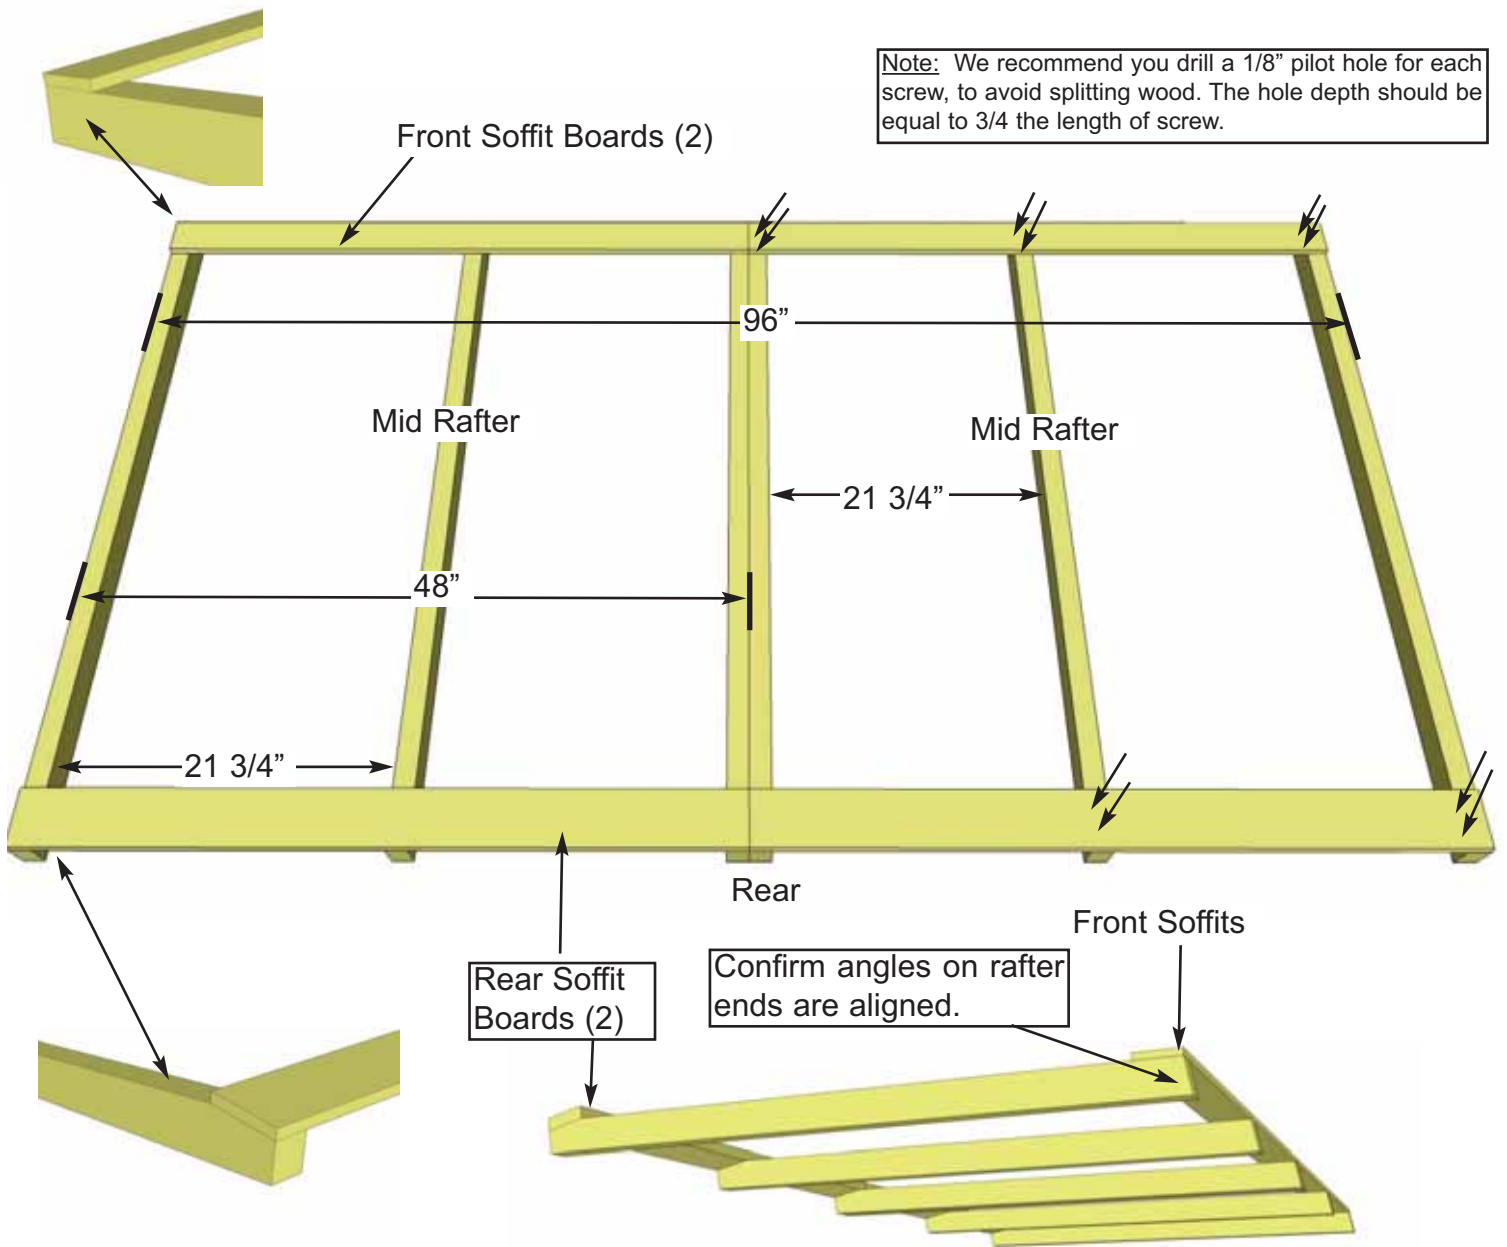 Note: We recommend you drill a 1/8” pilot hole for each
screw, to avoid splitting wood. The hole depth should be
equal to 3/4 the length of screw.
Front Soffit Boards (2)
96”
Mid Rafter
Mid Rafter
21 3/4”
48”
21 3/4”
Rear
Front Soffits
Rear Soffit
Boards (2)
Confirm angles on rafter
ends are aligned.